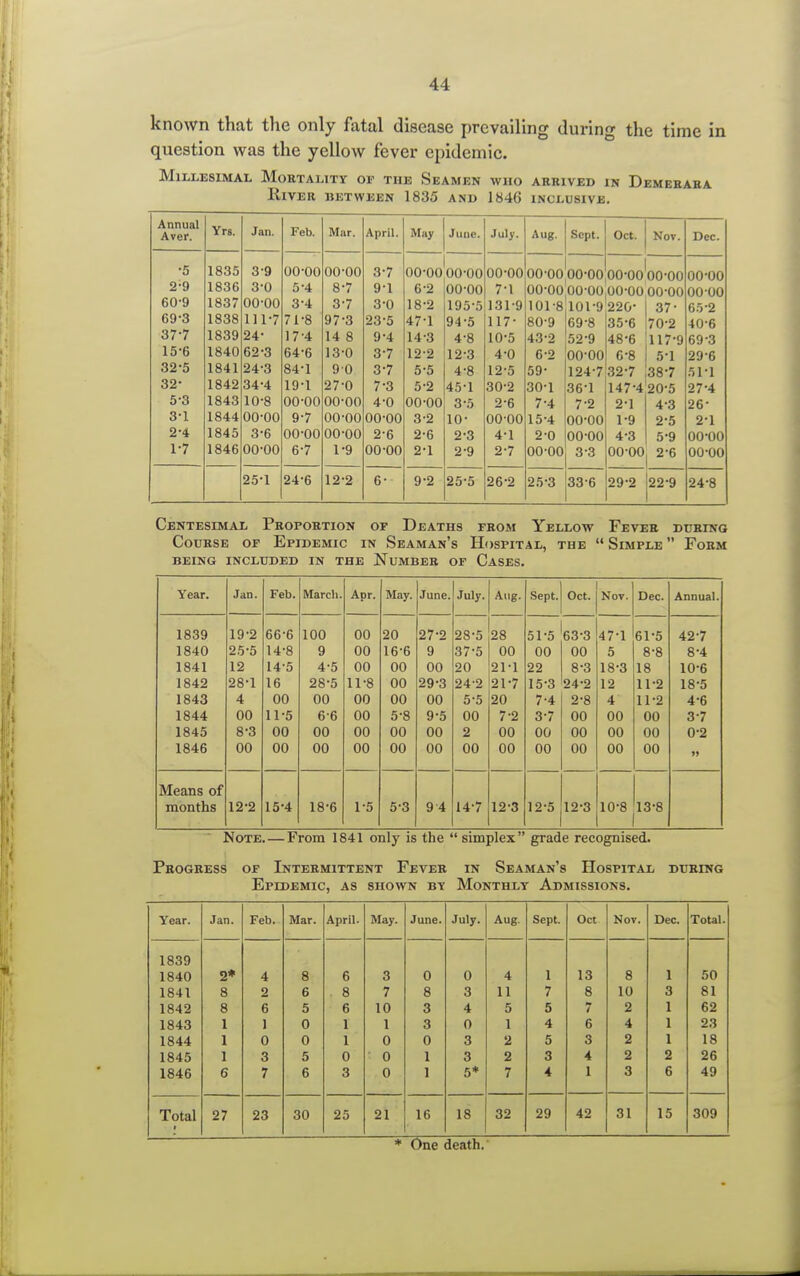 44
known that the only fatal disease prevailing during the time in
question was the yellow fever epidemic.
Millesimal Mortality of the Seamen who arrived in Demerara
River between 1835 and 1846 inclusive.
Annual Aver. Yrs. Jan. Feb. Mar. April. May June. July. Aug. Sept. Oct. Nov. Dec.
·5 1835 3·9 00·00 00·00 3·7 00·00 00·00 00·00 00·00 00·00 00·00 00·00 00·00
2·9 1836 3·0 5·4 8·7 9·1 6·2 00·00 7·1 00·00 00·00 00·00 00·00 00·00
60·9 1837 00·00 3·4 3·7 3·0 18·2 195·5 131·9 101·8 101·9 220· 37· 65·2
69·3 1838 111·7 71·8 97·3 23·5 47·1 94·5 117· 80·9 69·8 35·6 70·2 40·6
37·7 1839 24· 17·4 14 8 9·4 14·3 4·8 10·5 43·2 52·9 48·6 117·9 69·3
15·6 1840 62·3 64·6 13·0 3·7 12·2 12·3 4·0 6·2 00·00 6·8 5·1 29·6
32·5 1841 24·3 84·1 9 0 3·7 5·5 4·8 12·5 59· 124·7 32·7 38·7 51·1
32· 1842 34·4 19·1 27·0 7·3 5·2 45·1 30·2 30·1 36·1 147·4 20·5 27·4
5·3 1843 10·8 00·00 00·00 4·0 00·00 3·5 2·6 7·4 7·2 2·1 4·3 26·
3·1 1844 00·00 9·7 00·00 00·00 3·2 10· 00·00 15·4 00·00 1·9 2·5 2·1
2·4 1845 3·6 00·00 00·00 2·6 2·6 2·3 4·1 2·0 00·00 4·3 5·9 00·00
1·7 1846 00·00 6·7 1·9 00·00 2·1 2·9 2·7 00·00 3·3 00·00 2·6 00·00
25·1 24·6 12·2 6· 9·2 25·5 26·2 25·3 33·6 29·2 22·9 24·8
Centesimal Proportion of Deaths from Yellow Fever during
Course of Epidemic in Seaman's Hospital, the "Simple" Form
being included in the Number of Cases.
Year. Jan. Feb. March. Apr. May. June. July. Aug. Sept. Oct. Nov. Dec. Annual.
1839 19·2 66·6 100 00 20 27·2 28·5 28 51·5 63·3 47·1 61·5 42·7
1840 25·5 14·8 9 00 16·6 9 37·5 00 00 00 5 8·8 8·4
1841 12 14·5 4·5 00 00 00 20 21·1 22 8·3 18·3 18 10·6
1842 28·1 16 28·5 11·8 00 29·3 24·2 21·7 15·3 24·2 12 11·2 18·5
1843 4 00 00 00 00 00 5·5 20 7·4 2·8 4 11·2 4·6
1844 00 11·5 6·6 00 5·8 9·5 00 7·2 3·7 00 00 00 3·7
1845 8·3 00 00 00 00 00 2 00 00 00 00 00 0·2
1846 00 00 00 00 00 00 00 00 00 00 00 00 "
Means of
months 12·2 15·4 18·6 1·5 5·3 9 4 14·7 12·3 12·5 12·3 10·8 13·8
Note.—From 1841 only is the "simplex" grade recognised.
Progress of Intermittent Fever in Seaman's Hospital during
Epidemic, as shown by Monthly Admissions.
Year. Jan. Feb. Mar. April. May. June. July. Aug. Sept. Oct Nov. Dec. Total.
1839
1840 2* 4 8 6 3 0 0 4 1 13 8 1 50
1841 8 2 6 8 7 8 3 11 7 8 10 3 81
1842 8 6 5 6 10 3 4 5 5 7 2 1 62
1843 1 1 0 1 1 3 0 1 4 6 4 1 23
1844 1 0 0 1 0 0 3 2 5 3 2 1 18
1845 1 3 5 0 0 1 3 2 3 4 2 2 26
1846 6 7 6 3 0 1 5* 7 4 1 3 6 49
Total 27 23 30 25 21 16 18 32 29 42 31 15 309
* One death.